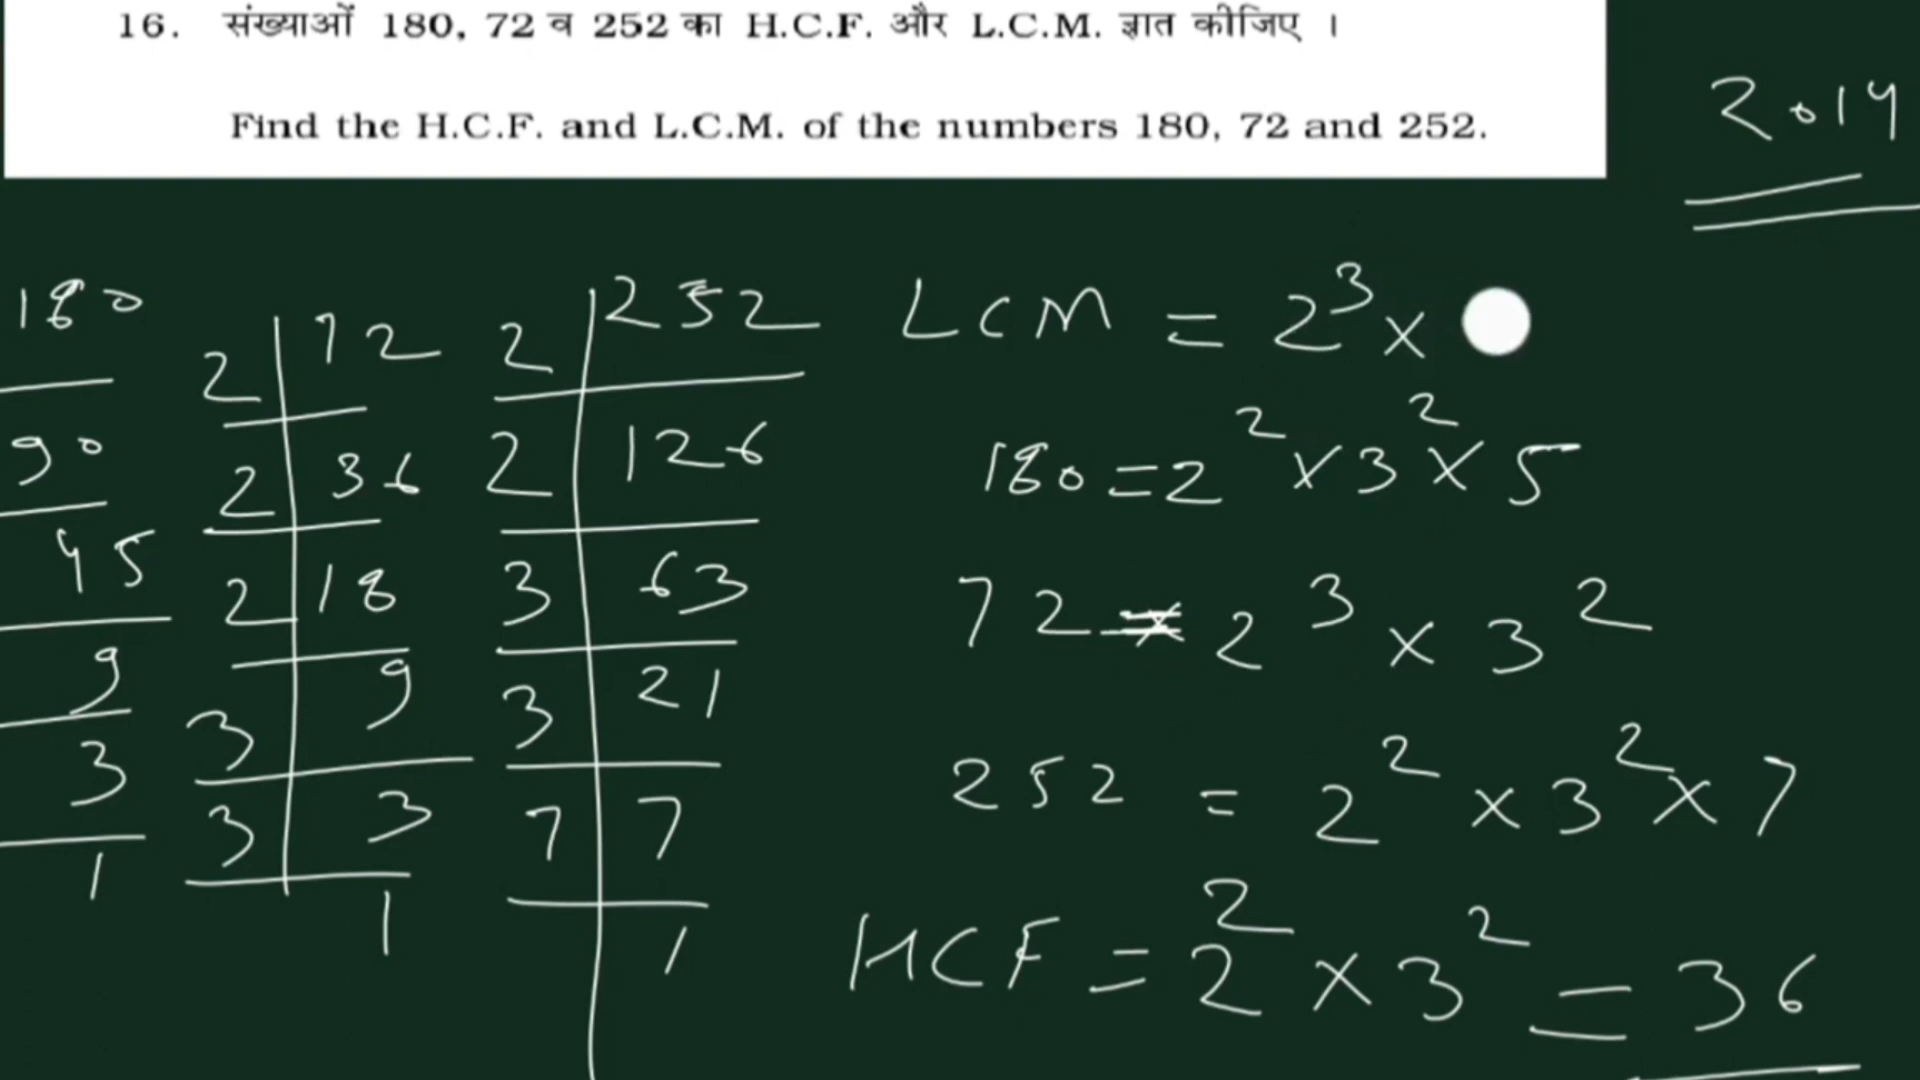 16. संख्याओं 180, 72 व 252 का H.C.F. और L.C.M. ज्ञात कीजिए ।
Find the H.C.F. and L.C.M. of the numbers 180, 72 and 252.
2014
180
90
45
9
3
1
2 72
2 36
2 18
3 9
3 3
1
2 252
2 126
3 63
3 21
7 7
1
LCM = 2³ ×
180 = 2² × 3² × 5
72 = 2³ × 3²
252 = 2² × 3² × 7
HCF = 2² × 3² = 36